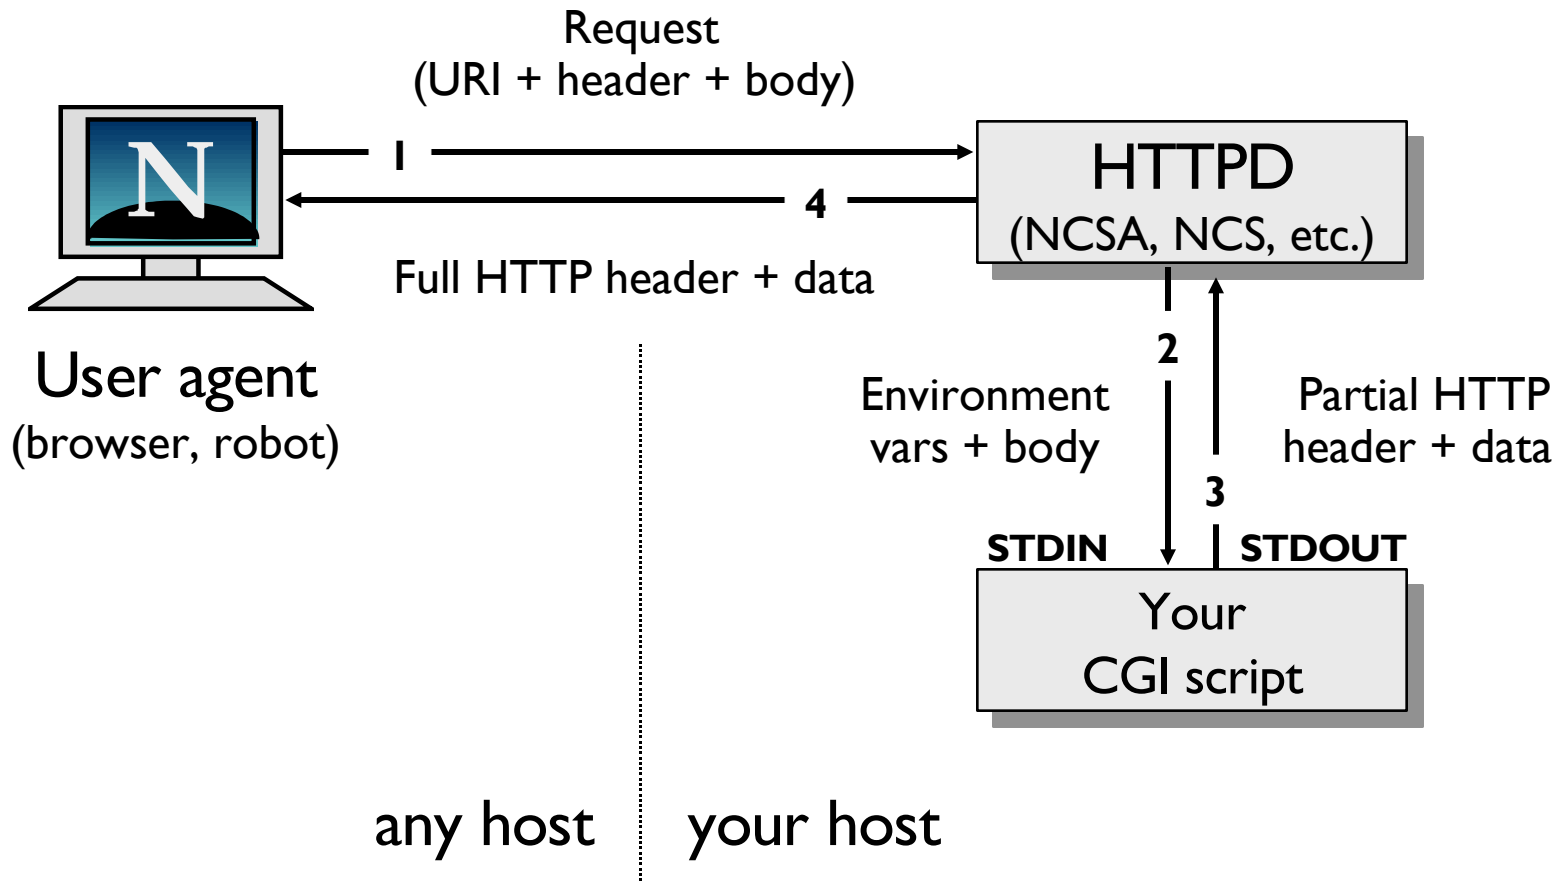 Request
(URI + header + body)
N
1
HTTPD
(NCSA, NCS, etc.)
4
Full HTTP header + data
User agent
(browser, robot)
2
Environment
vars + body
Partial HTTP
header + data
3
STDIN
STDOUT
Your
CGI script
any host
your host